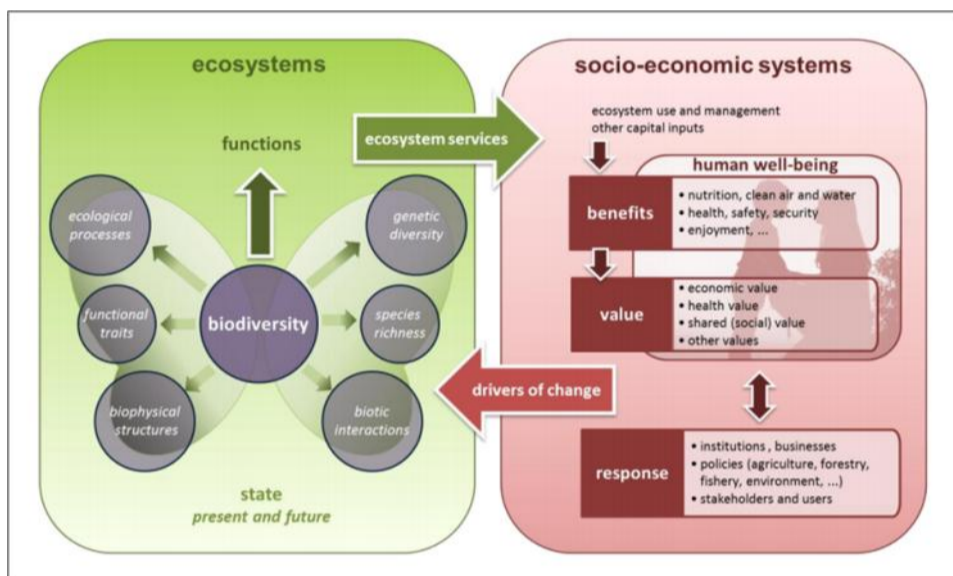 ecosystems
functions
ecosystem services
ecological
processes
genetic
diversity
functional
traits
biodiversity
species
richness
biophysical
structures
biotic
interactions
state
present and future
drivers of change
socio-economic systems
ecosystem use and management
other capital inputs
human well-being
benefits
• nutrition, clean air and water
• health, safety, security
• enjoyment, ...
value
• economic value
• health value
• shared (social) value
• other values
response
• institutions , businesses
• policies (agriculture, forestry,
fishery, environment, ...)
• stakeholders and users